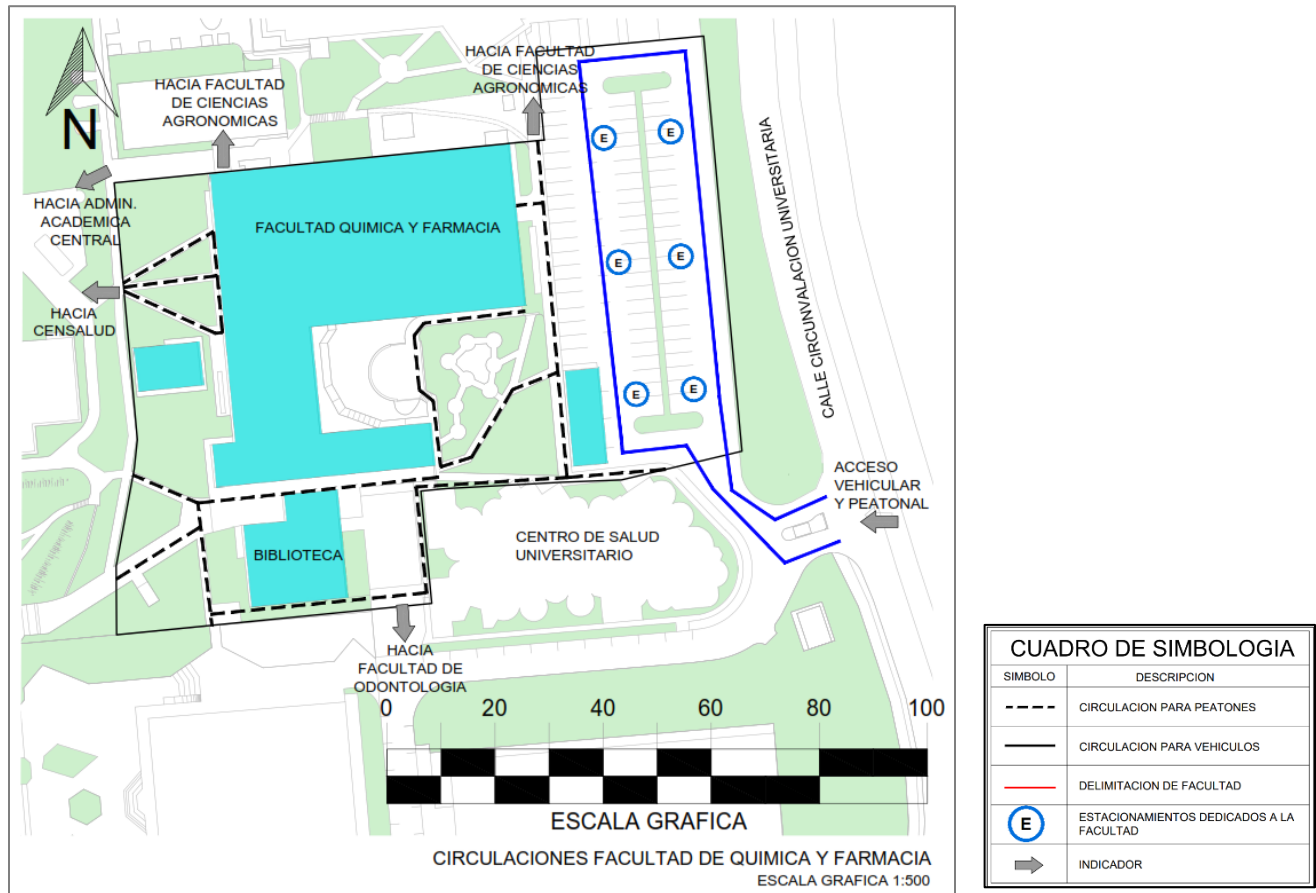 HACIA FACULTAD
DE CIENCIAS
AGRONOMICAS
HACIA FACULTAD
DE CIENCIAS
AGRONOMICAS
N
HACIA ADMIN.
ACADEMICA
CENTRAL
HACIA
CENSALUD
FACULTAD QUIMICA Y FARMACIA
E
E
E
E
E
E
CALLE CIRCUNVALACION UNIVERSITARIA
ACCESO
VEHICULAR
Y PEATONAL
CENTRO DE SALUD
UNIVERSITARIO
BIBLIOTECA
HACIA
FACULTAD DE
ODONTOLOGIA
0 20 40 60 80 100
ESCALA GRAFICA
CIRCULACIONES FACULTAD DE QUIMICA Y FARMACIA
ESCALA GRAFICA 1:500
CUADRO DE SIMBOLOGIA
SIMBOLO DESCRIPCION
CIRCULACION PARA PEATONES
CIRCULACION PARA VEHICULOS
DELIMITACION DE FACULTAD
E ESTACIONAMIENTOS DEDICADOS A LA
FACULTAD
INDICADOR